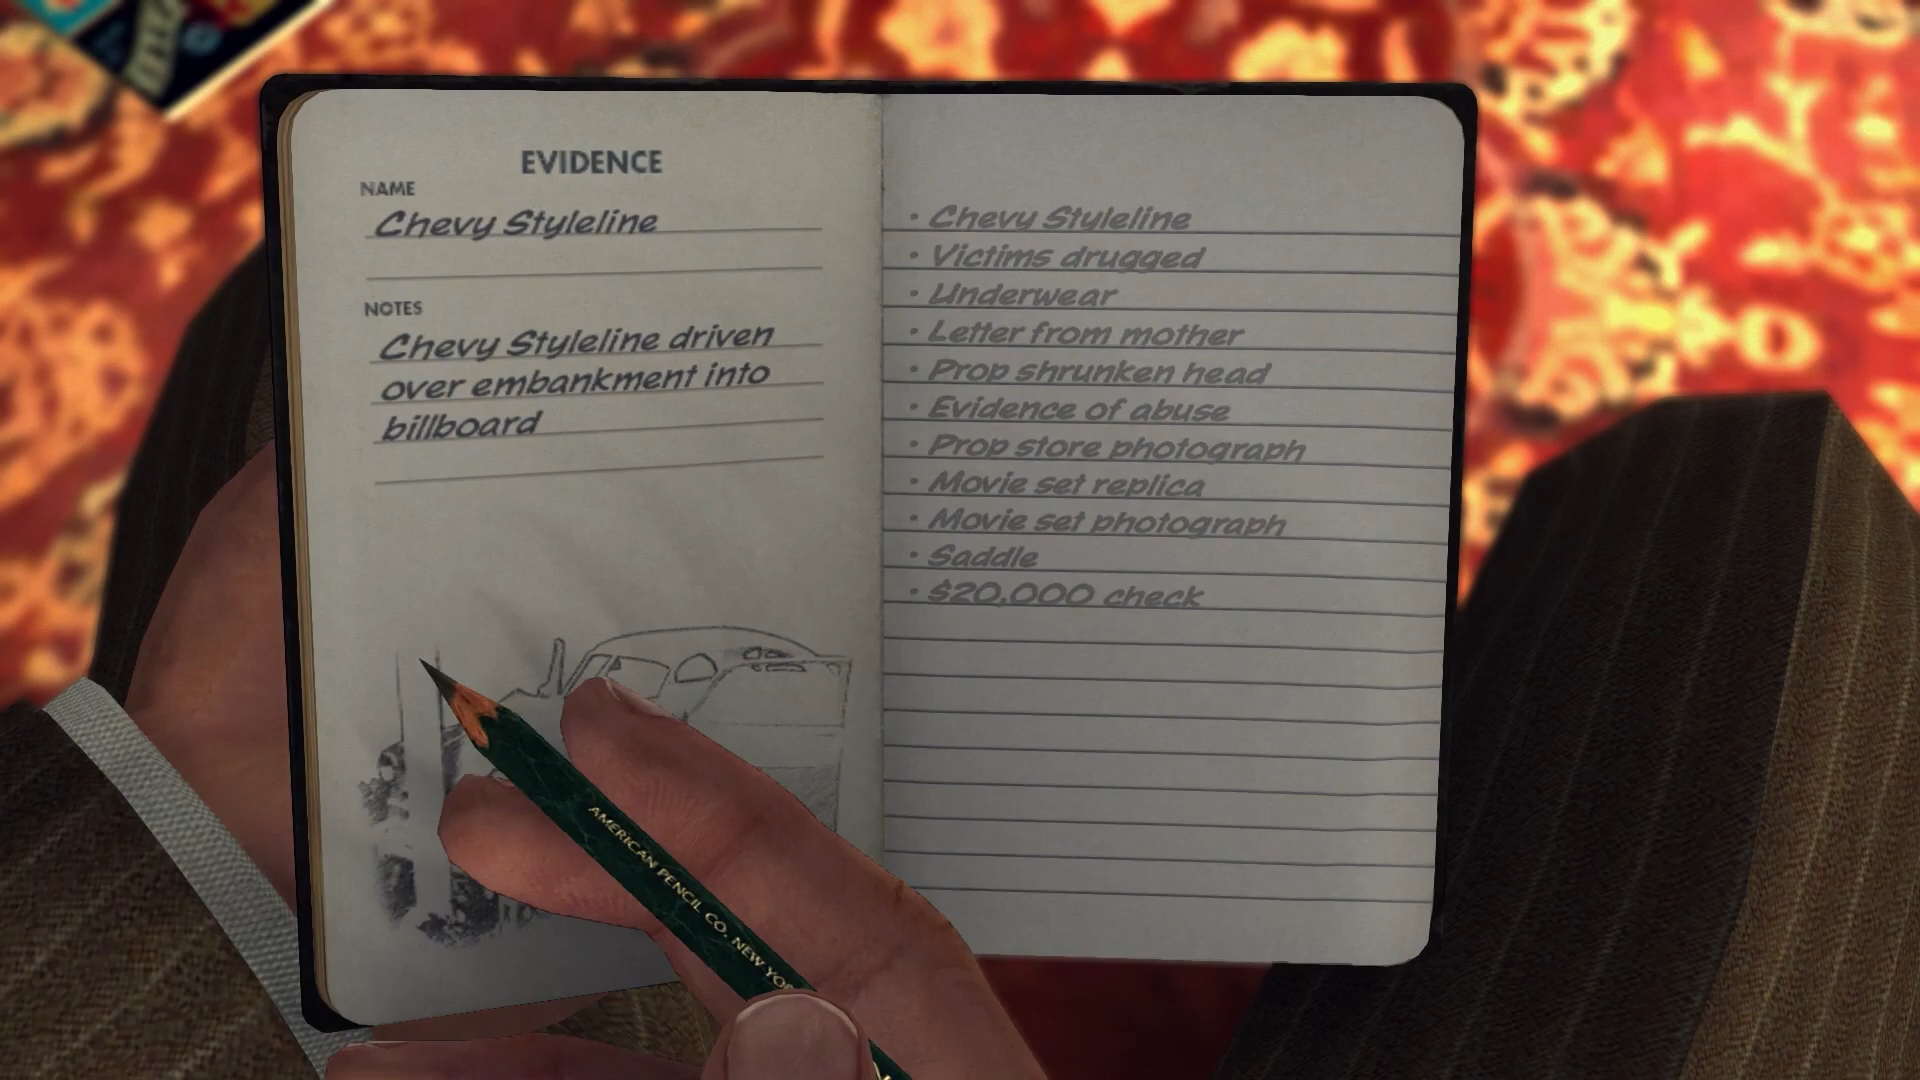 EVIDENCE
NAME
Chevy Styleline
NOTES
Chevy Styleline driven
over embankment into
billboard
• Chevy Styleline
• Victims drugged
• Underwear
• Letter from mother
• Prop shrunken head
• Evidence of abuse
• Prop store photograph
• Movie set replica
• Movie set photograph
• Saddle
• $20,000 check
AMERICAN PENCIL CO. NEW YO